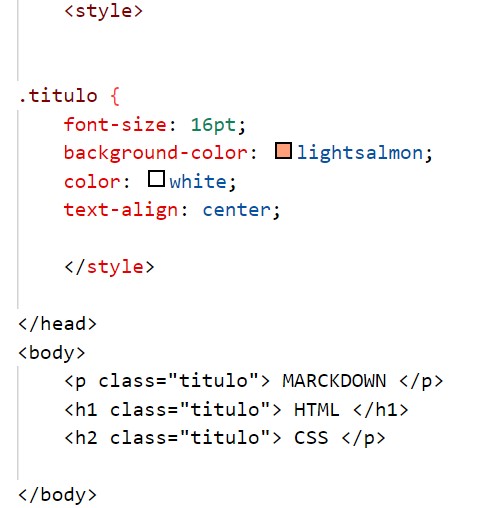 <style>
.titulo {
font-size: 16pt;
background-color: lightsalmon;
color: white;
text-align: center;
</style>
</head>
<body>
<p class="titulo"> MARCKDOWN </p>
<h1 class="titulo"> HTML </h1>
<h2 class="titulo"> CSS </p>
</body>